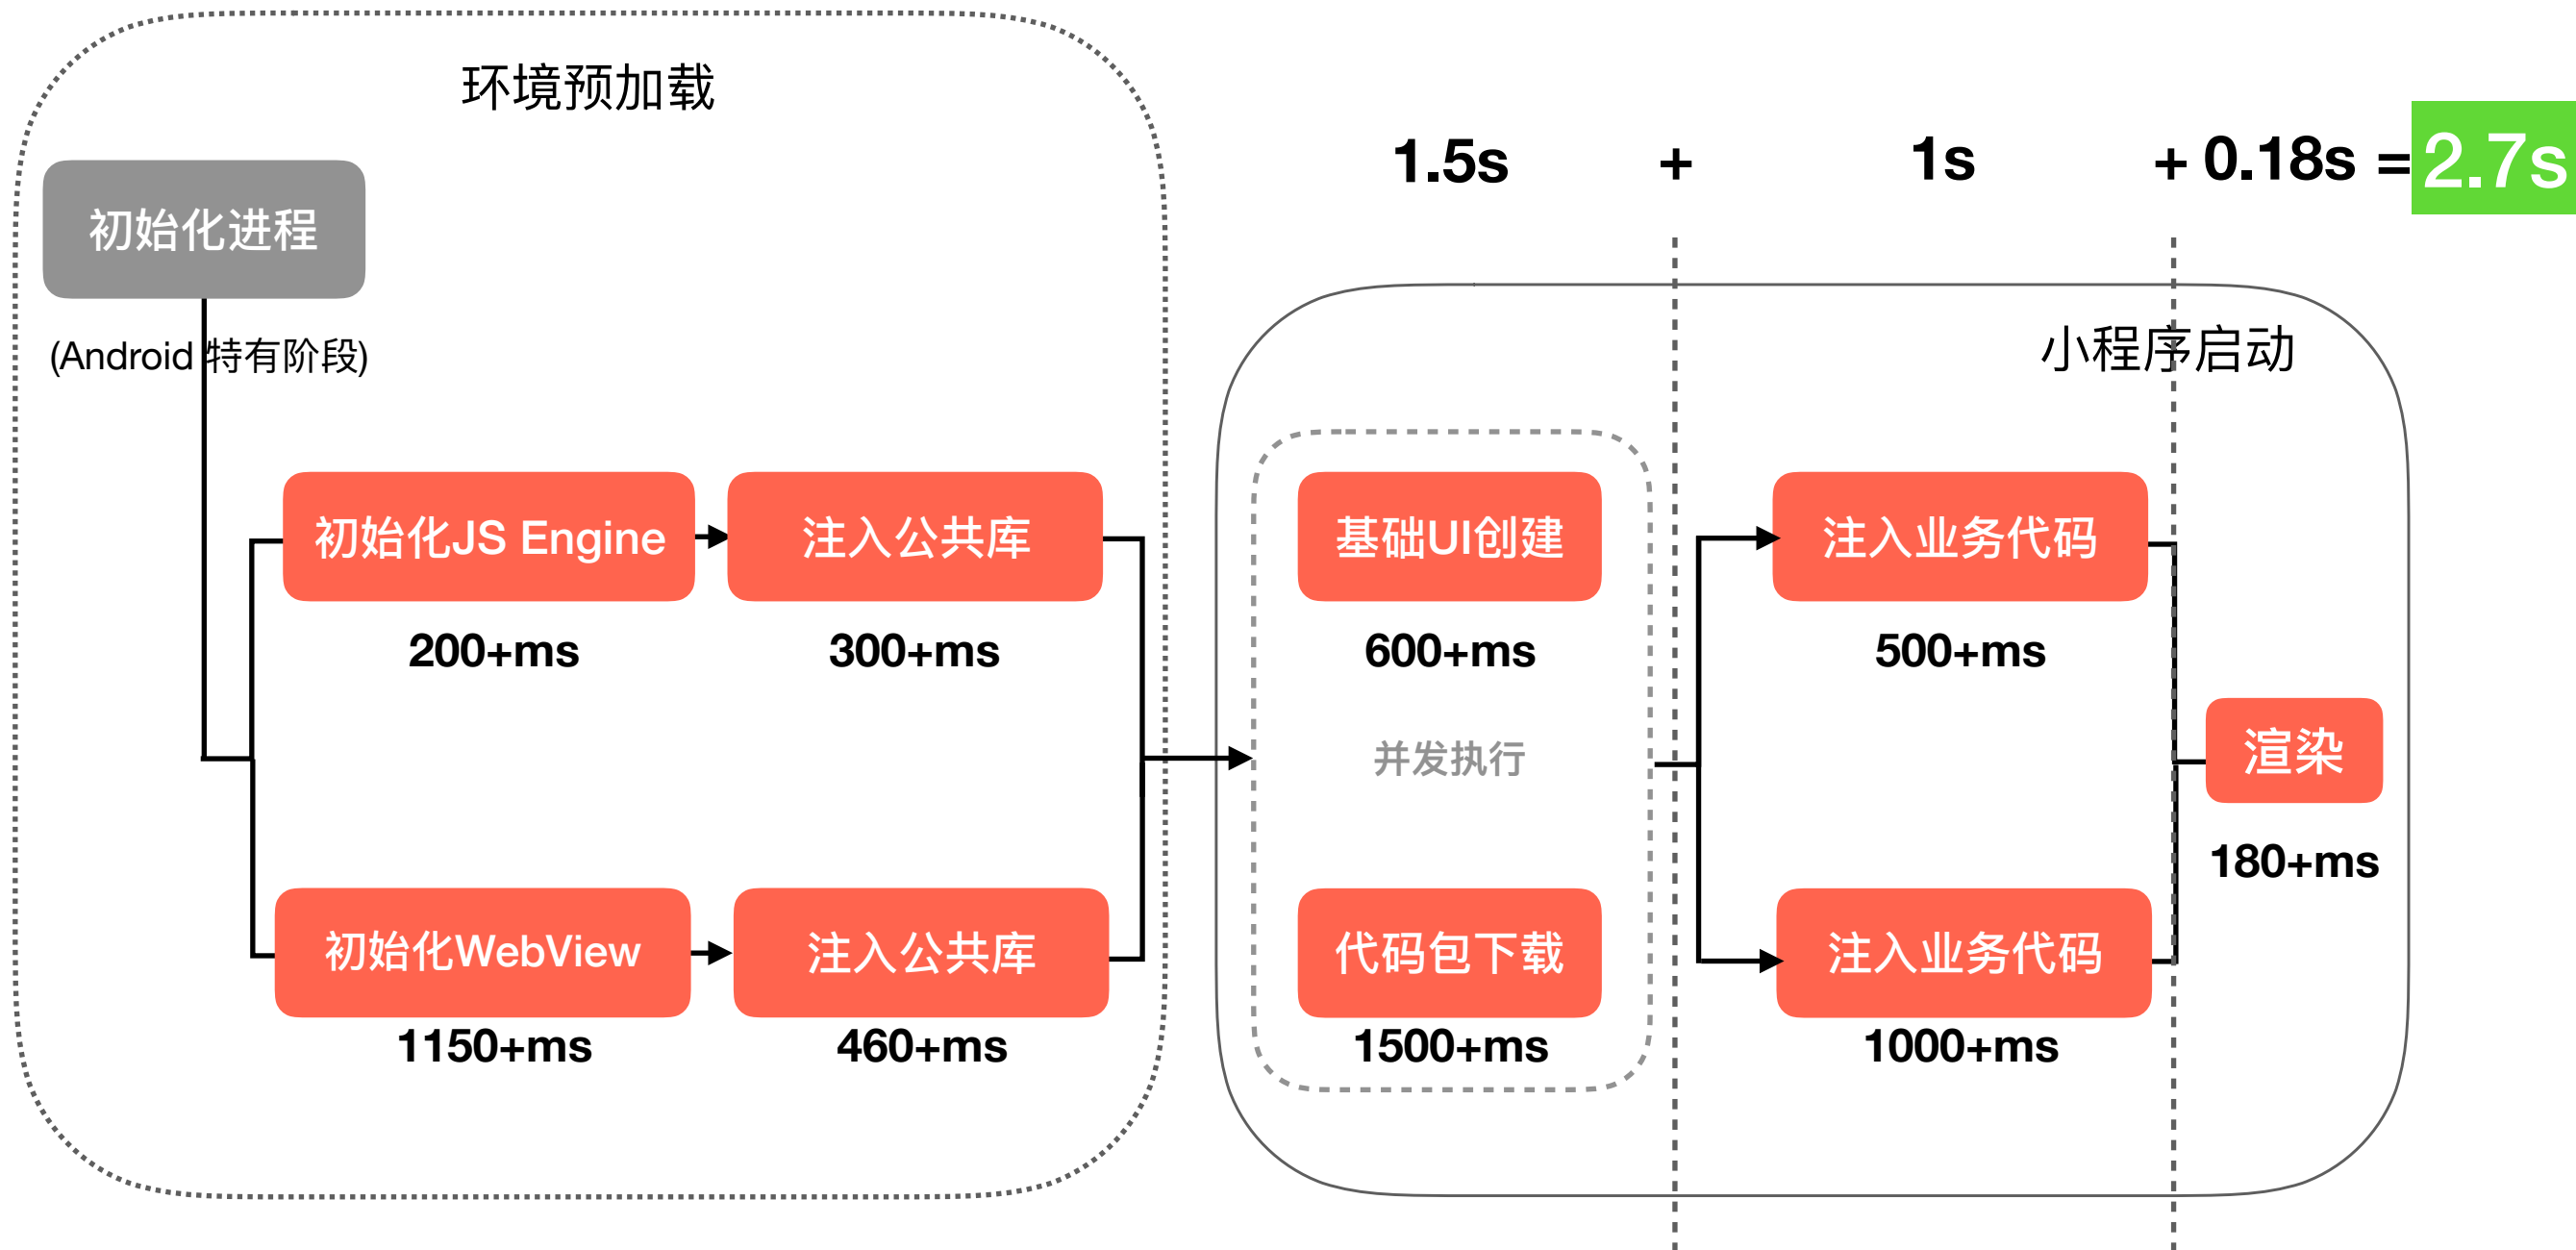 环境预加载
1.5s + 1s + 0.18s = 2.7s
初始化进程
(Android 特有阶段)
小程序启动
初始化JS Engine
注入公共库
基础UI创建
注入业务代码
200+ms
300+ms
600+ms
500+ms
并发执行
渲染
180+ms
初始化WebView
注入公共库
代码包下载
注入业务代码
1150+ms
460+ms
1500+ms
1000+ms